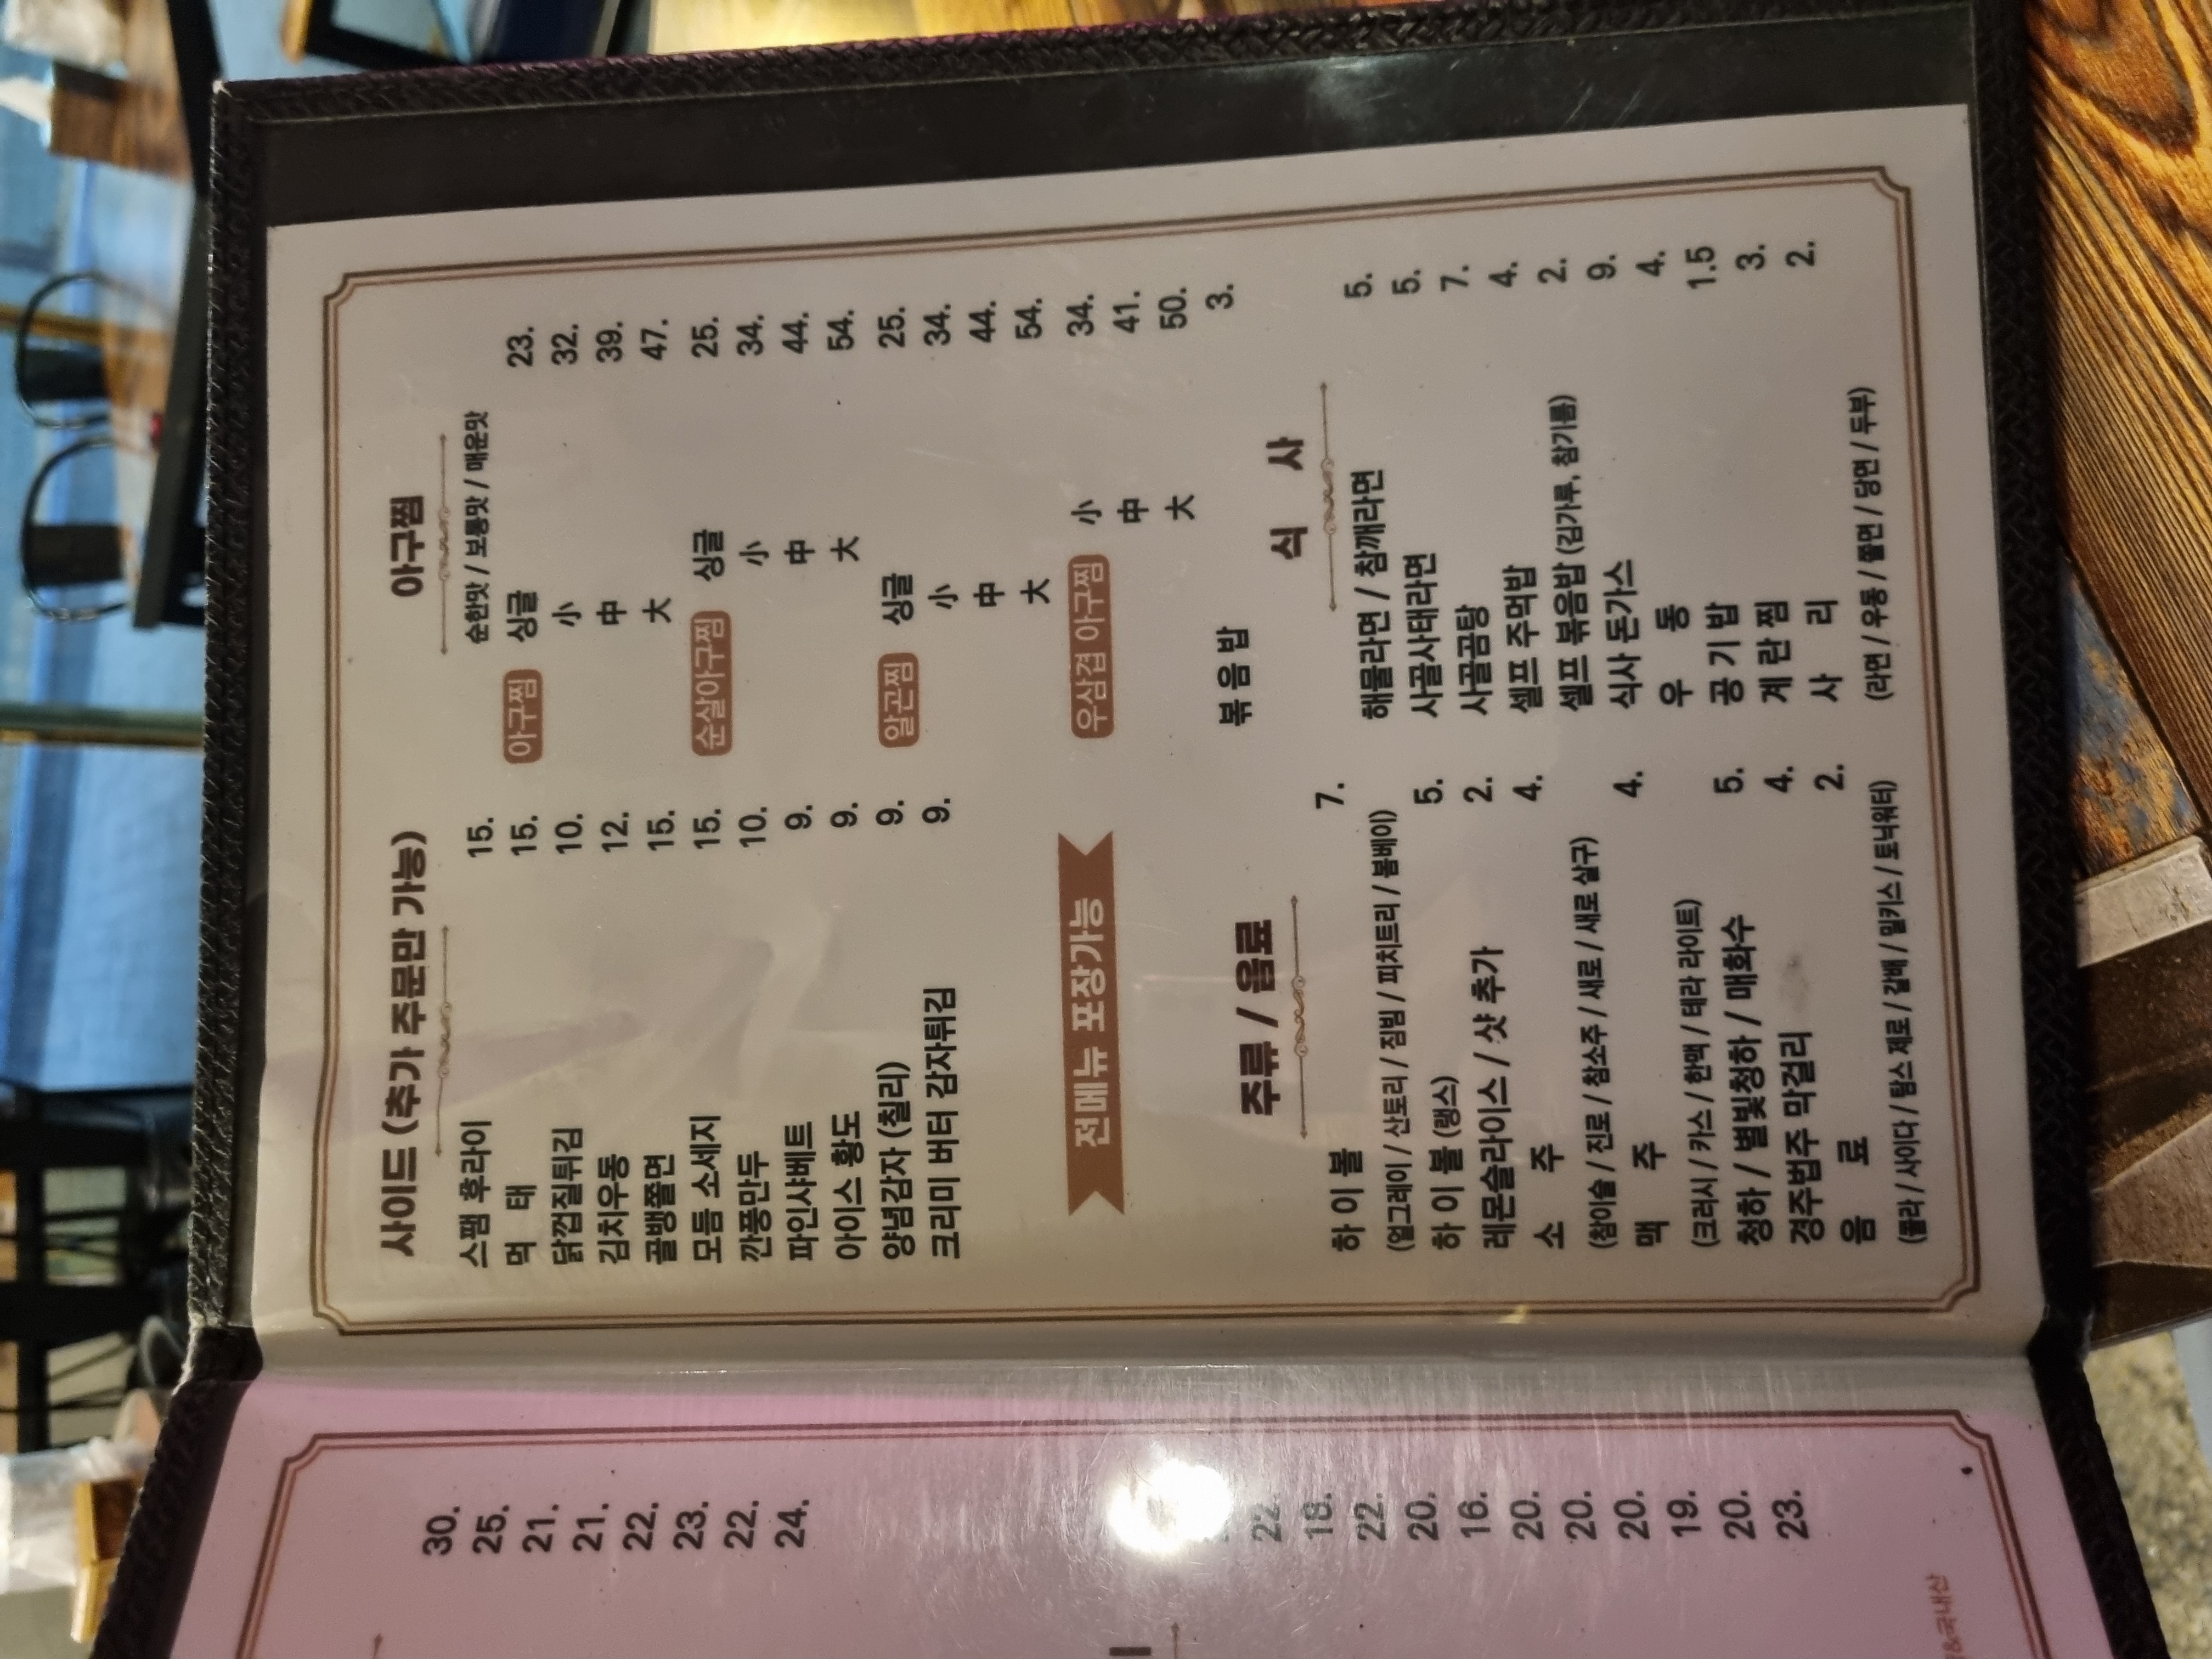 사이드 (추가 주문만 가능)
스팸 후라이 15.
먹 태 15.
닭껍질튀김 10.
김치우동 12.
골뱅쫄면 15.
모듬 소세지 15.
깐풍만두 10.
파인샤베트 9.
아이스 황도 9.
양념감자 (칠리) 9.
크리미 버터 감자튀김 9.
전메뉴 포장가능
주류 / 음료
하 이 볼 7.
(얼그레이 / 산토리 / 짐빔 / 피치트리 / 봄베이)
하 이 볼 (랭스) 5.
레몬슬라이스 / 샷 추가 2.
소 주 4.
(참이슬 / 진로 / 참소주 / 새로 / 새로 살구)
맥 주 4.
(크러시 / 카스 / 한맥 / 테라 라이트)
청하 / 별빛청하 / 매화수 5.
경주법주 막걸리 4.
음 료 2.
(콜라 / 사이다 / 탐스 제로 / 갈배 / 밀키스 / 토닉워터)
아구찜
순한맛 / 보통맛 / 매운맛
아구찜 싱글 23.
小 32.
中 39.
大 47.
순살아구찜 싱글 25.
小 34.
中 44.
大 54.
알곤찜 싱글 25.
小 34.
中 44.
大 54.
우삼겹 아구찜 小 34.
中 41.
大 50.
볶음밥 3.
식 사
해물라면 / 참깨라면 5.
사골사태라면 5.
사골곰탕 7.
셀프 주먹밥 4.
셀프 볶음밥 (김가루, 참기름) 2.
식사 돈가스 9.
우 동 4.
공 기 밥 1.5
계 란 찜 3.
사 리 2.
(라면 / 우동 / 쫄면 / 당면 / 두부)
30.
25.
21.
21.
22.
23.
22.
24.
22.
18.
22.
20.
16.
20.
20.
20.
19.
20.
23.
&국내산